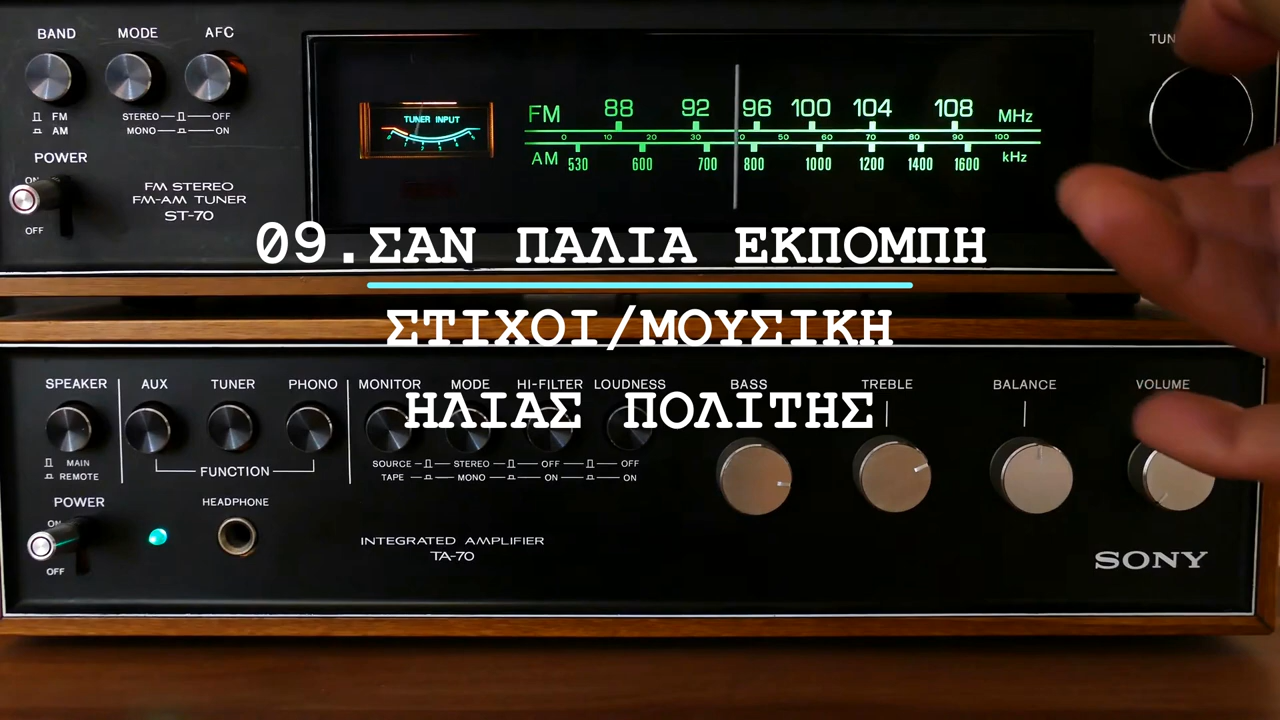 BAND MODE AFC
TUN
FM 88 92 96 100 104 108 MHz
TUNER INPUT
FM STEREO OFF
AM MONO ON
0 10 20 30 50 60 70 80 90 100
AM 530 600 700 800 1000 1200 1400 1600 kHz
POWER
ON
OFF
FM STEREO
FM-AM TUNER
ST-70
09.ΣΑΝ ΠΑΛΙΑ ΕΚΠΟΜΠΗ
ΣΤΙΧΟΙ/ΜΟΥΣΙΚΗ
ΗΛΙΑΣ ΠΟΛΙΤΗΣ
SPEAKER AUX TUNER PHONO MONITOR MODE HI-FILTER LOUDNESS BASS TREBLE BALANCE VOLUME
MAIN SOURCE STEREO OFF OFF
REMOTE FUNCTION TAPE MONO ON ON
POWER HEADPHONE
ON
OFF
INTEGRATED AMPLIFIER
TA-70
SONY